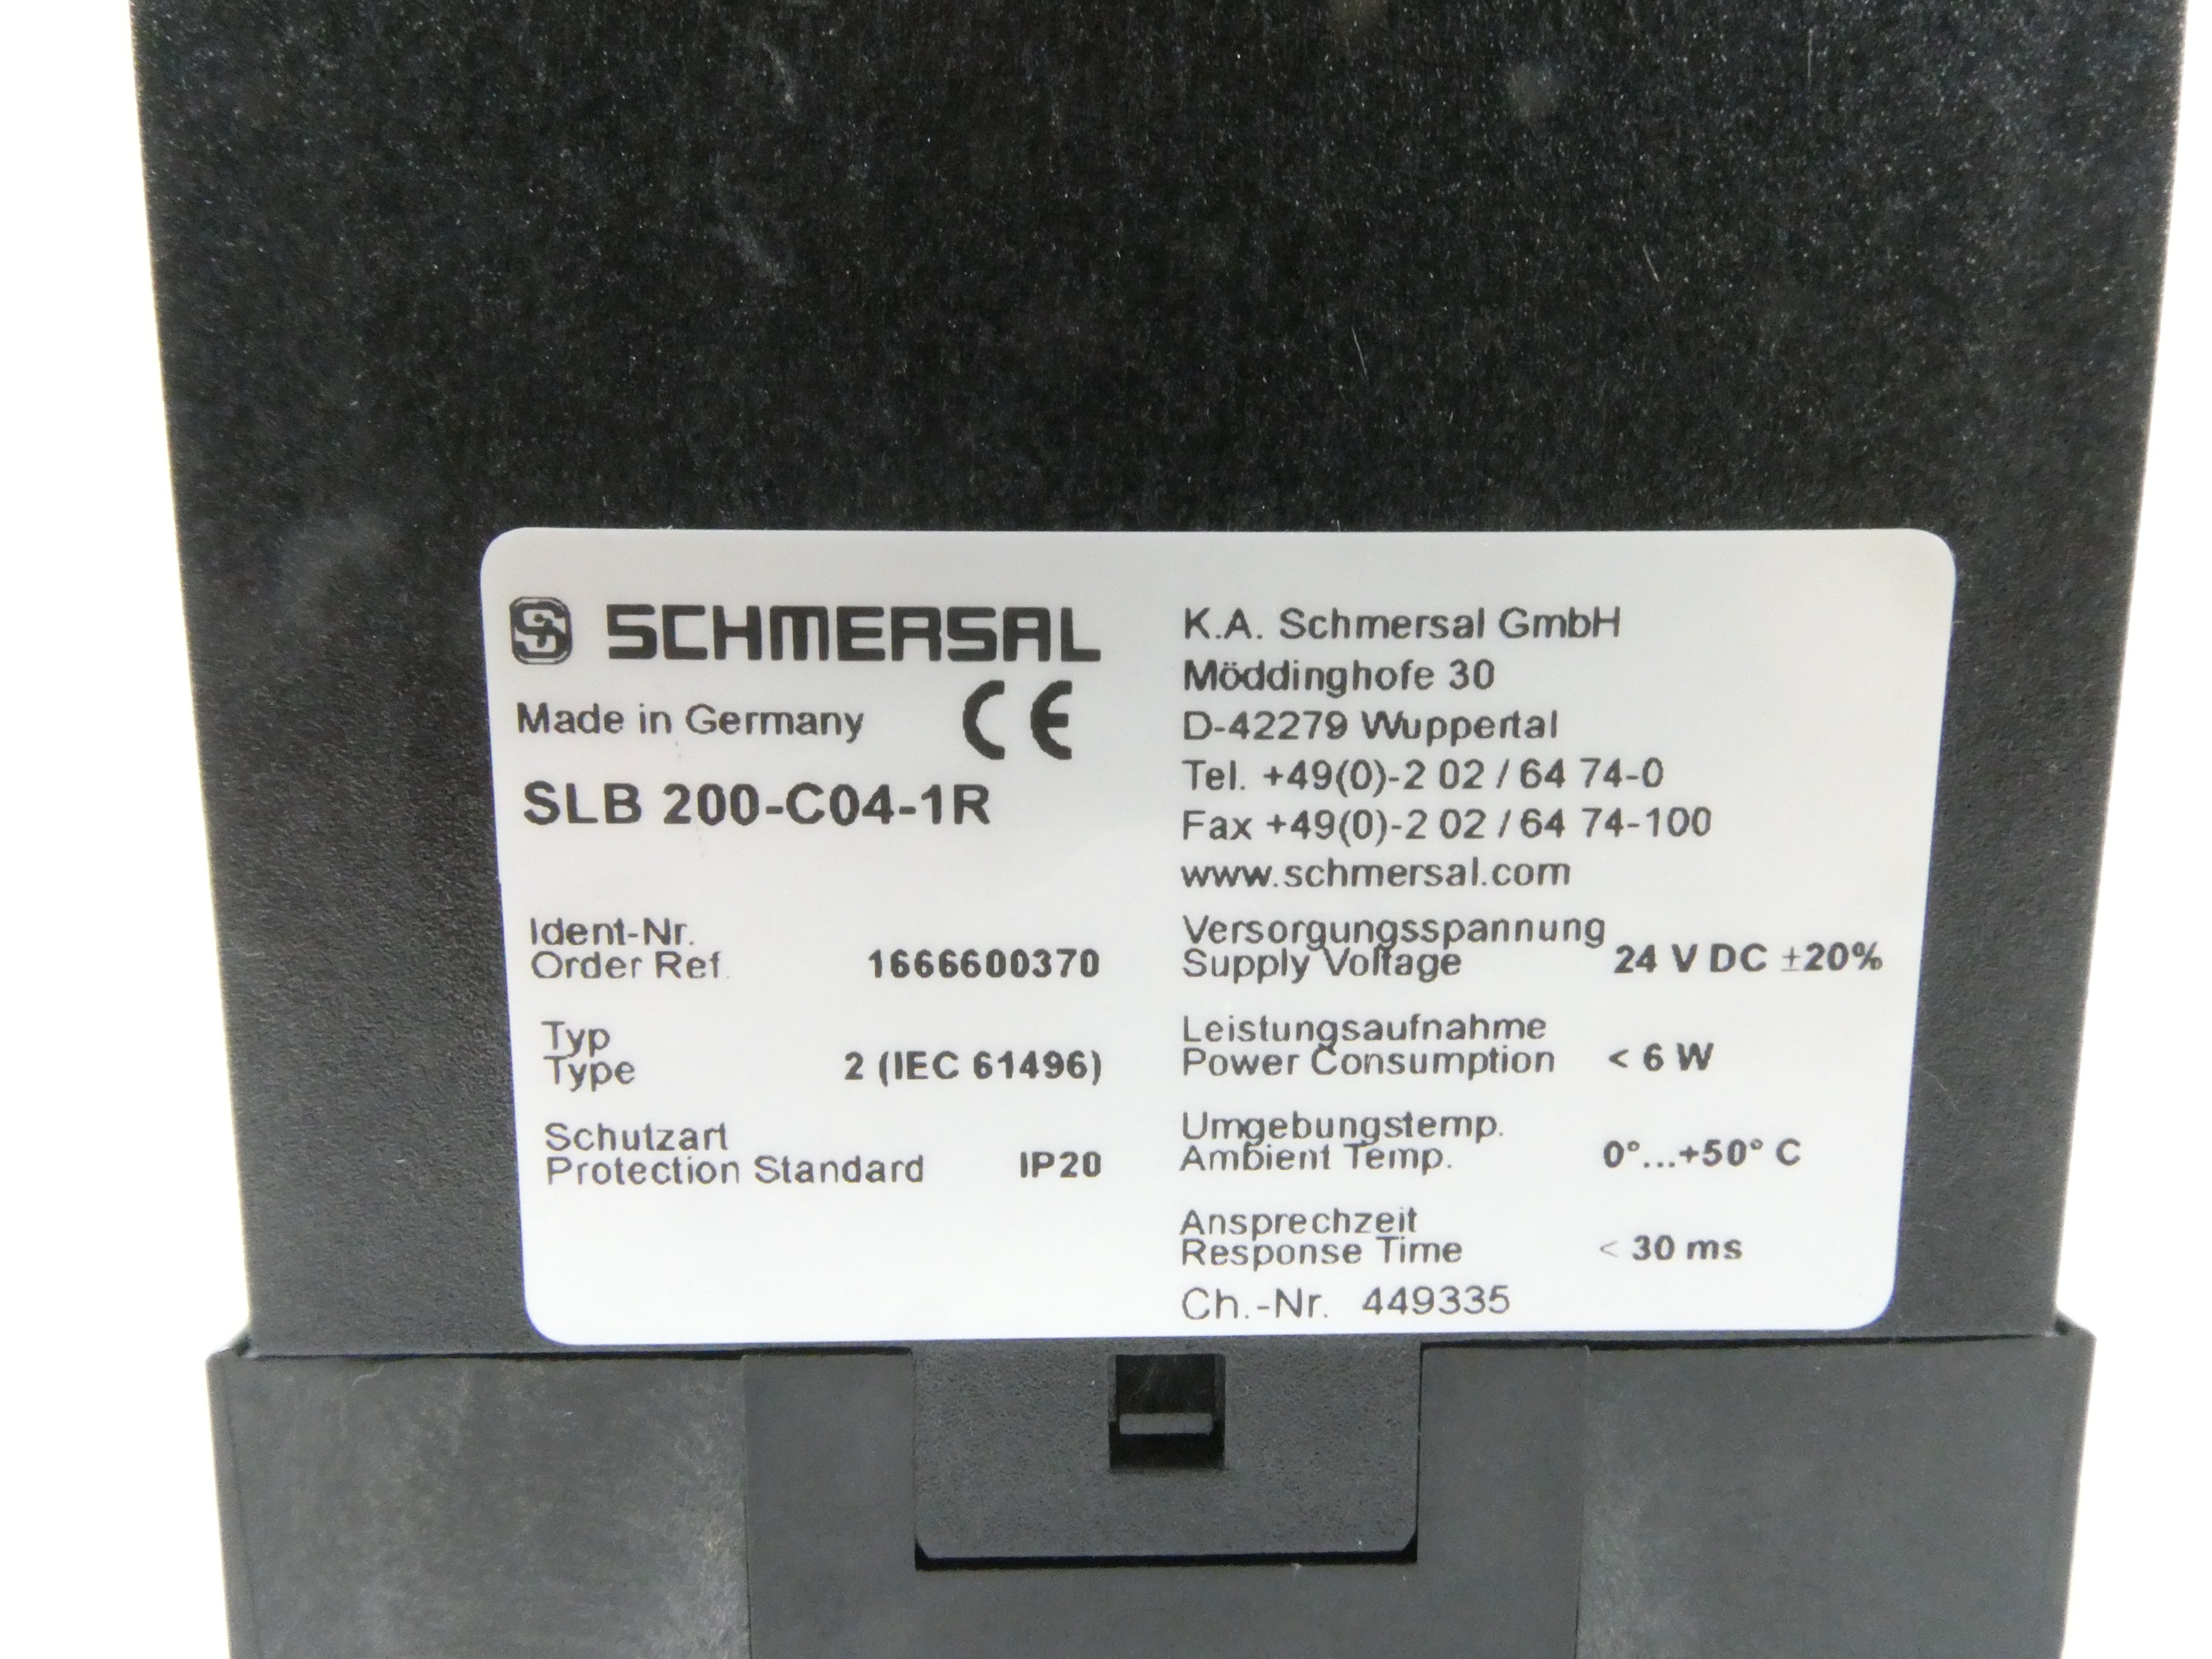 SCHMERSAL
Made in Germany CE
SLB 200-C04-1R
Ident-Nr.
Order Ref. 1666600370
Typ
Type 2 (IEC 61496)
Schutzart
Protection Standard IP20
K.A. Schmersal GmbH
Möddinghofe 30
D-42279 Wuppertal
Tel. +49(0)-2 02 / 64 74-0
Fax +49(0)-2 02 / 64 74-100
www.schmersal.com
Versorgungsspannung
Supply Voltage 24 V DC ±20%
Leistungsaufnahme
Power Consumption < 6 W
Umgebungstemp.
Ambient Temp. 0°...+50° C
Ansprechzeit
Response Time < 30 ms
Ch.-Nr. 449335